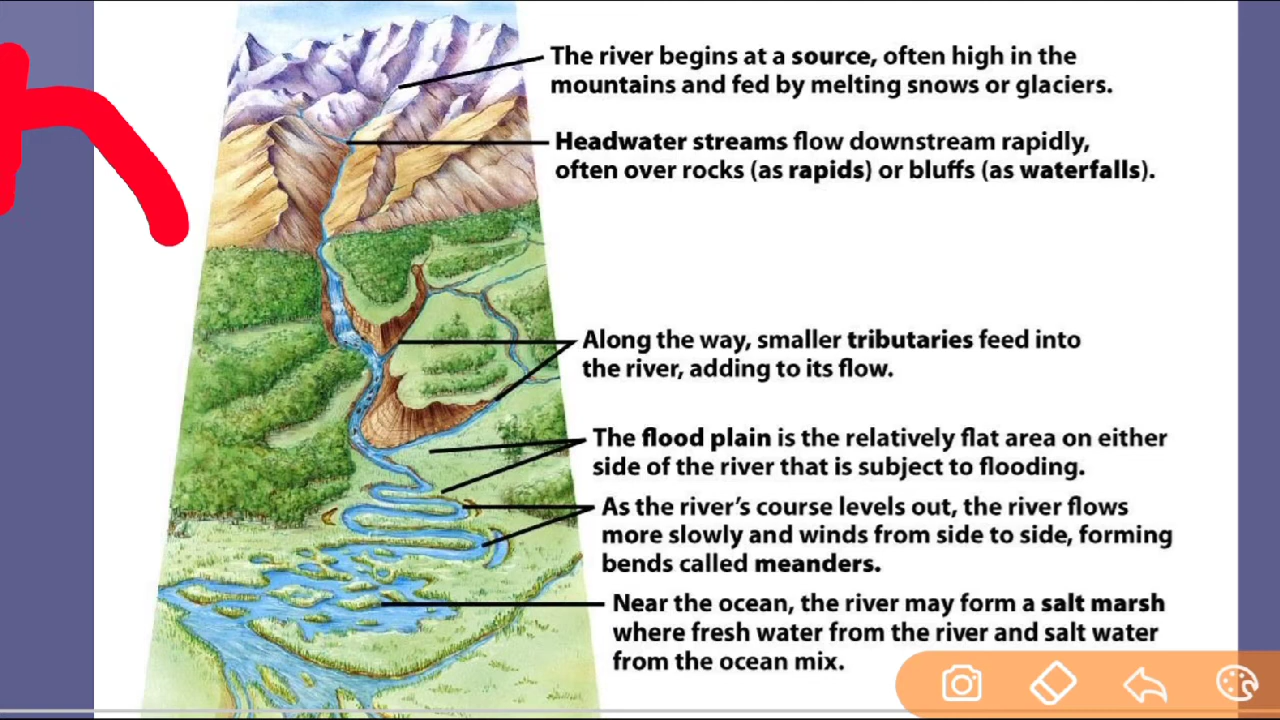 The river begins at a source, often high in the
mountains and fed by melting snows or glaciers.
Headwater streams flow downstream rapidly,
often over rocks (as rapids) or bluffs (as waterfalls).
Along the way, smaller tributaries feed into
the river, adding to its flow.
The flood plain is the relatively flat area on either
side of the river that is subject to flooding.
As the river's course levels out, the river flows
more slowly and winds from side to side, forming
bends called meanders.
Near the ocean, the river may form a salt marsh
where fresh water from the river and salt water
from the ocean mix.